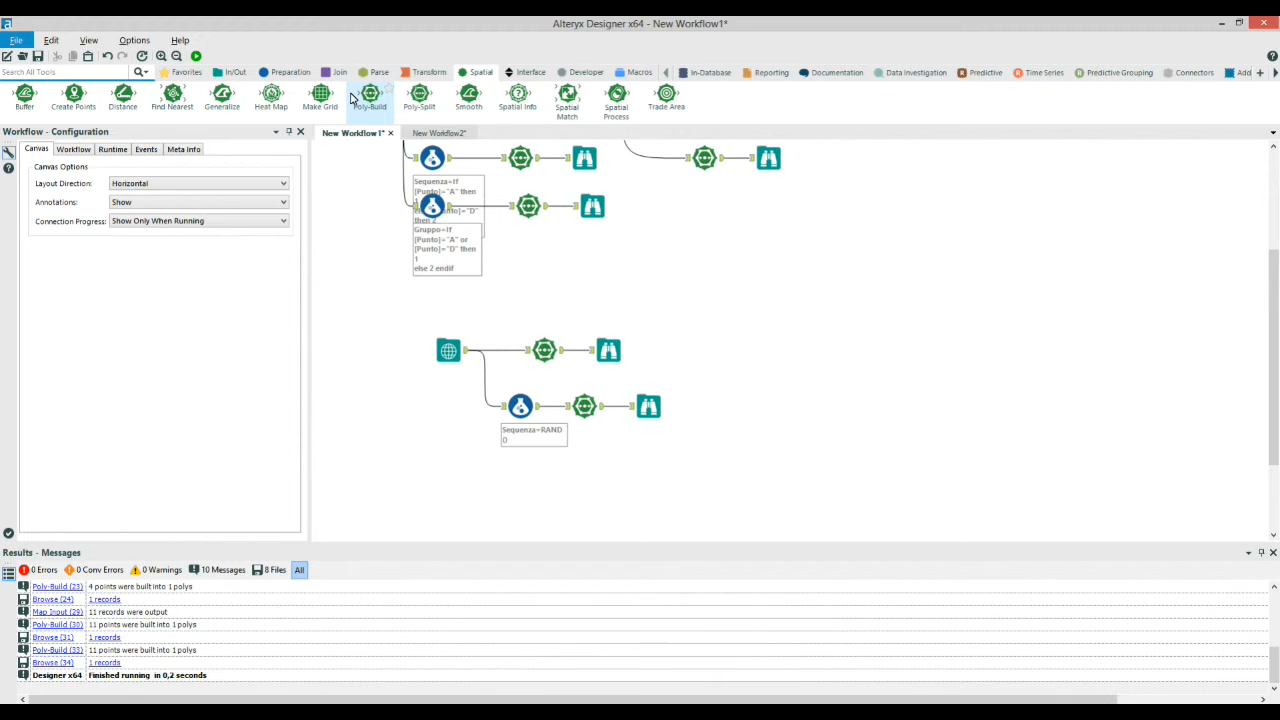 Alteryx Designer x64 - New Workflow1*
File Edit View Options Help
Search All Tools Favorites In/Out Preparation Join Parse Transform Spatial Interface Developer Macros In-Database Reporting Documentation Data Investigation Predictive Time Series Predictive Grouping Connectors Add
Buffer Create Points Distance Find Nearest Generalize Heat Map Make Grid Poly-Build Poly-Split Smooth Spatial Info Spatial Match Spatial Process Trade Area
Workflow - Configuration
New Workflow1* New Workflow2*
Canvas Workflow Runtime Events Meta Info
Canvas Options
Layout Direction: Horizontal
Annotations: Show
Connection Progress: Show Only When Running
Sequenza=If
[Punto]="A" then
1
]="D"
then 2
Gruppo=If
[Punto]="A" or
[Punto]="D" then
1
else 2 endif
Sequenza=RAND
()
Results - Messages
0 Errors 0 Conv Errors 0 Warnings 10 Messages 8 Files All
Poly-Build (23) 4 points were built into 1 polys
Browse (24) 1 records
Map Input (29) 11 records were output
Poly-Build (30) 11 points were built into 1 polys
Browse (31) 1 records
Poly-Build (33) 11 points were built into 1 polys
Browse (34) 1 records
Designer x64 Finished running in 0,2 seconds